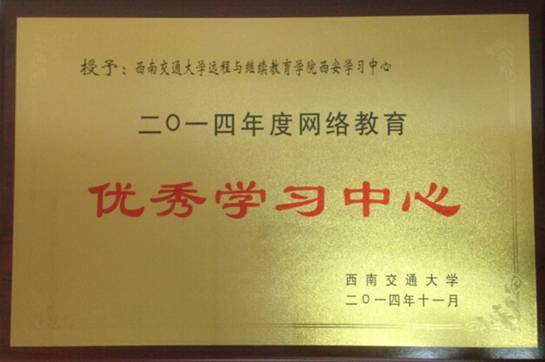 授予：西南交通大学远程与继续教育学院西安学习中心
二〇一四年度网络教育
优秀学习中心
西南交通大学
二〇一四年十一月